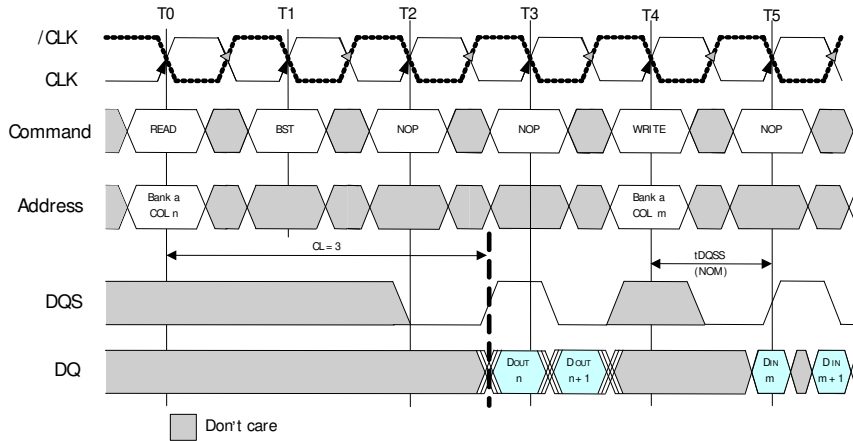 T0 T1 T2 T3 T4 T5
/CLK
CLK
Command READ BST NOP NOP WRITE NOP
Address Bank a COL n Bank a COL m
CL = 3
tDQSS
(NOM)
DQS
DQ DOUT n DOUT n+1 DIN m DIN m+1
Don't care